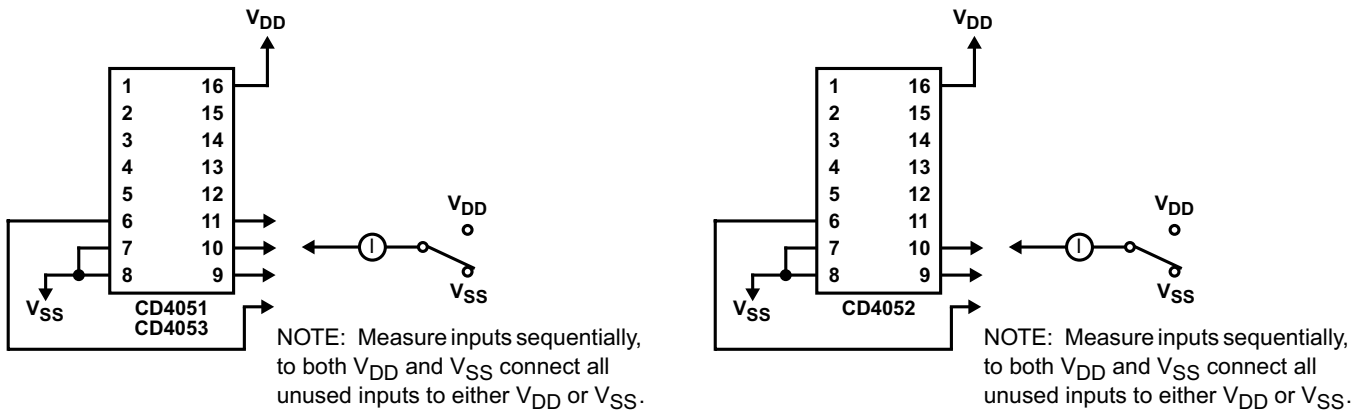 VDD
1 16
2 15
3 14
4 13
5 12
6 11
7 10
8 9
VSS
CD4051
CD4053
I
VDD
VSS
NOTE: Measure inputs sequentially,
to both VDD and VSS connect all
unused inputs to either VDD or VSS.
VDD
1 16
2 15
3 14
4 13
5 12
6 11
7 10
8 9
VSS
CD4052
I
VDD
VSS
NOTE: Measure inputs sequentially,
to both VDD and VSS connect all
unused inputs to either VDD or VSS.